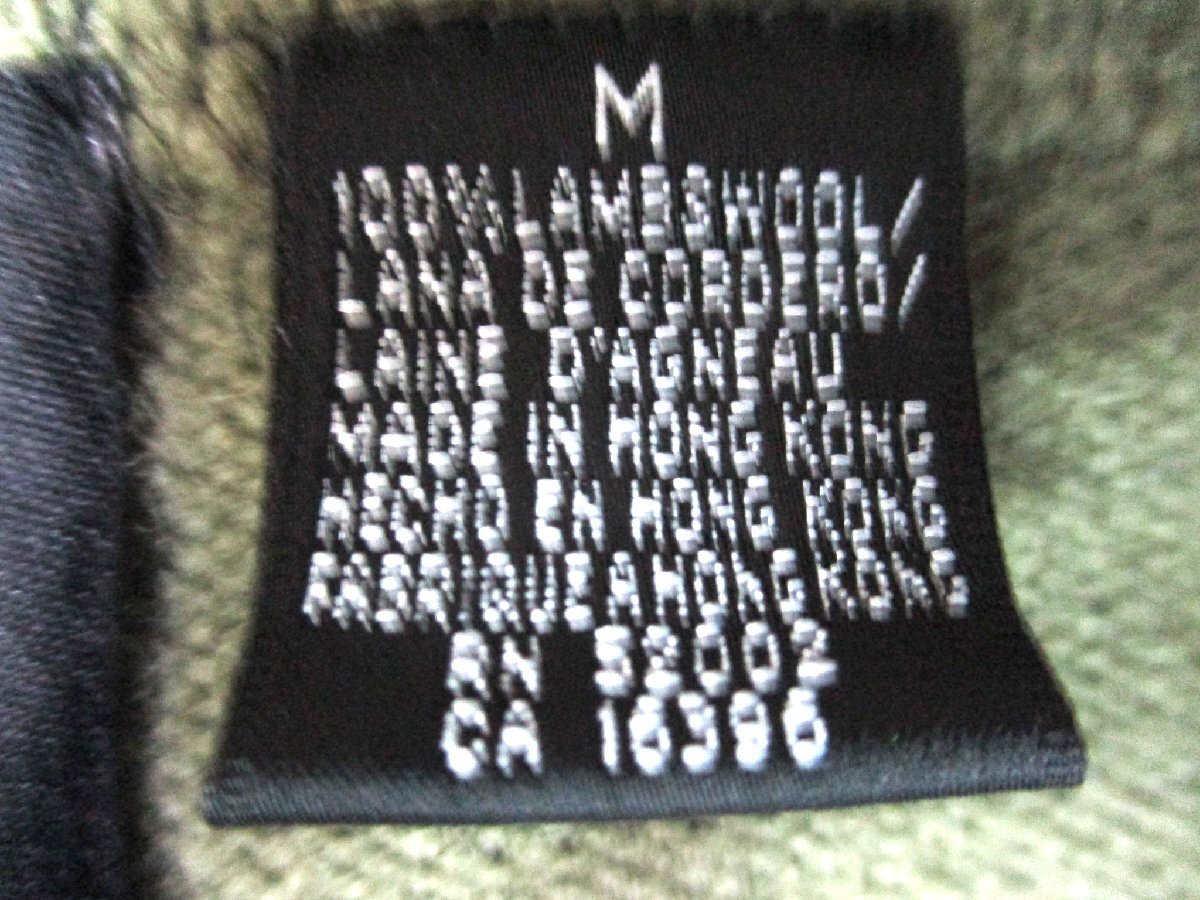 M
100% LAMBSWOOL/
LANA DE CORDERO/
LAINE D'AGNEAU
MADE IN HONG KONG
HECHO EN HONG KONG
FABRIQUE A HONG KONG
RN 52002
CA 16396